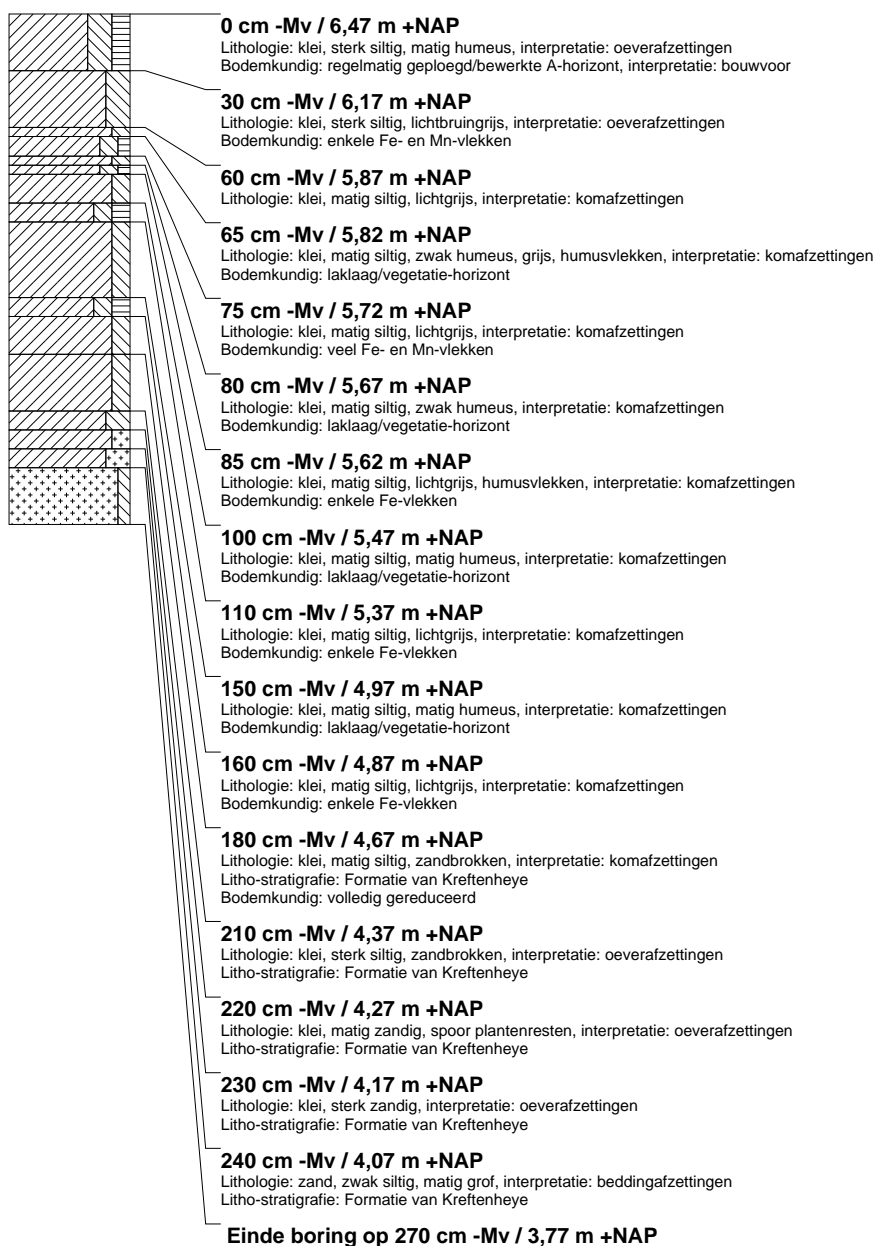 0 cm -Mv / 6,47 m +NAP
Lithologie: klei, sterk siltig, matig humeus, interpretatie: oeverafzettingen
Bodemkundig: regelmatig geploegd/bewerkte A-horizont, interpretatie: bouwvoor
30 cm -Mv / 6,17 m +NAP
Lithologie: klei, sterk siltig, lichtbruingrijs, interpretatie: oeverafzettingen
Bodemkundig: enkele Fe- en Mn-vlekken
60 cm -Mv / 5,87 m +NAP
Lithologie: klei, matig siltig, lichtgrijs, interpretatie: komafzettingen
65 cm -Mv / 5,82 m +NAP
Lithologie: klei, matig siltig, zwak humeus, grijs, humusvlekken, interpretatie: komafzettingen
Bodemkundig: laklaag/vegetatie-horizont
75 cm -Mv / 5,72 m +NAP
Lithologie: klei, matig siltig, lichtgrijs, interpretatie: komafzettingen
Bodemkundig: veel Fe- en Mn-vlekken
80 cm -Mv / 5,67 m +NAP
Lithologie: klei, matig siltig, zwak humeus, interpretatie: komafzettingen
Bodemkundig: laklaag/vegetatie-horizont
85 cm -Mv / 5,62 m +NAP
Lithologie: klei, matig siltig, lichtgrijs, humusvlekken, interpretatie: komafzettingen
Bodemkundig: enkele Fe-vlekken
100 cm -Mv / 5,47 m +NAP
Lithologie: klei, matig siltig, matig humeus, interpretatie: komafzettingen
Bodemkundig: laklaag/vegetatie-horizont
110 cm -Mv / 5,37 m +NAP
Lithologie: klei, matig siltig, lichtgrijs, interpretatie: komafzettingen
Bodemkundig: enkele Fe-vlekken
150 cm -Mv / 4,97 m +NAP
Lithologie: klei, matig siltig, matig humeus, interpretatie: komafzettingen
Bodemkundig: laklaag/vegetatie-horizont
160 cm -Mv / 4,87 m +NAP
Lithologie: klei, matig siltig, lichtgrijs, interpretatie: komafzettingen
Bodemkundig: enkele Fe-vlekken
180 cm -Mv / 4,67 m +NAP
Lithologie: klei, matig siltig, zandbrokken, interpretatie: komafzettingen
Litho-stratigrafie: Formatie van Kreftenheye
Bodemkundig: volledig gereduceerd
210 cm -Mv / 4,37 m +NAP
Lithologie: klei, sterk siltig, zandbrokken, interpretatie: oeverafzettingen
Litho-stratigrafie: Formatie van Kreftenheye
220 cm -Mv / 4,27 m +NAP
Lithologie: klei, matig zandig, spoor plantenresten, interpretatie: oeverafzettingen
Litho-stratigrafie: Formatie van Kreftenheye
230 cm -Mv / 4,17 m +NAP
Lithologie: klei, sterk zandig, interpretatie: oeverafzettingen
Litho-stratigrafie: Formatie van Kreftenheye
240 cm -Mv / 4,07 m +NAP
Lithologie: zand, zwak siltig, matig grof, interpretatie: beddingafzettingen
Litho-stratigrafie: Formatie van Kreftenheye
Einde boring op 270 cm -Mv / 3,77 m +NAP